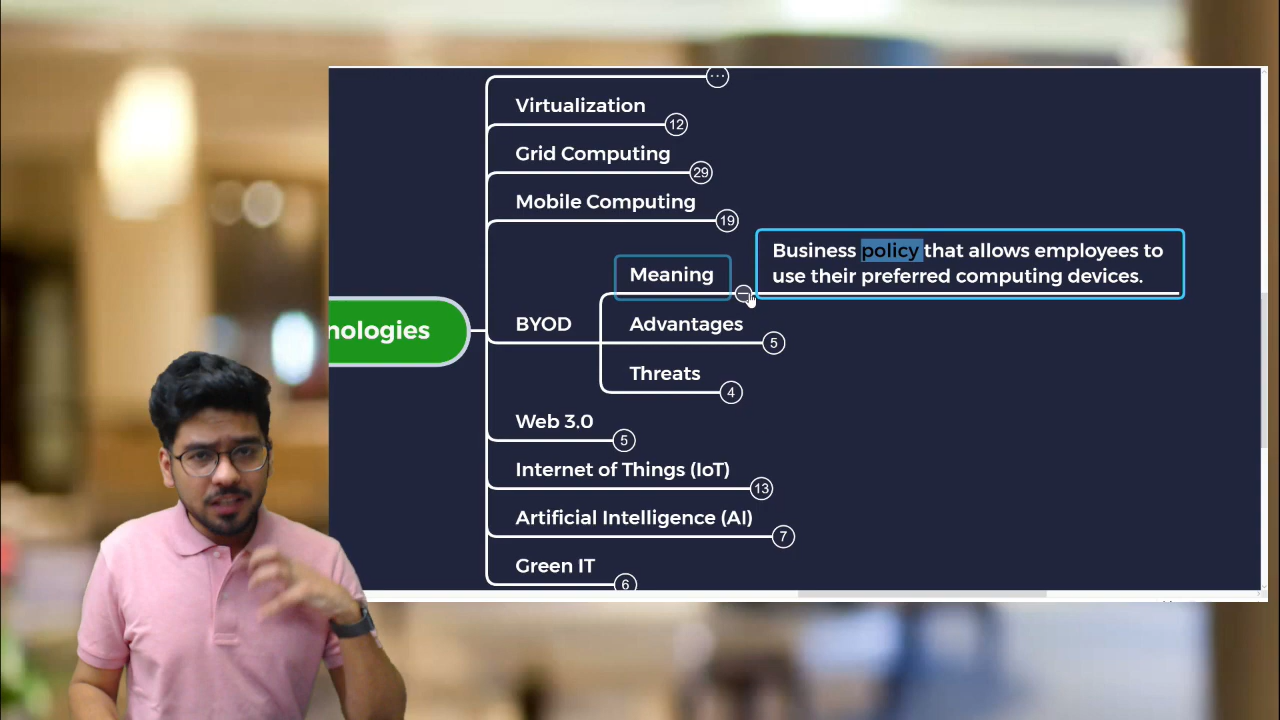 Virtualization
12
Grid Computing
29
Mobile Computing
19
Meaning
Business policy that allows employees to
use their preferred computing devices.
nologies
BYOD
Advantages
5
Threats
4
Web 3.0
5
Internet of Things (IoT)
13
Artificial Intelligence (AI)
7
Green IT
6